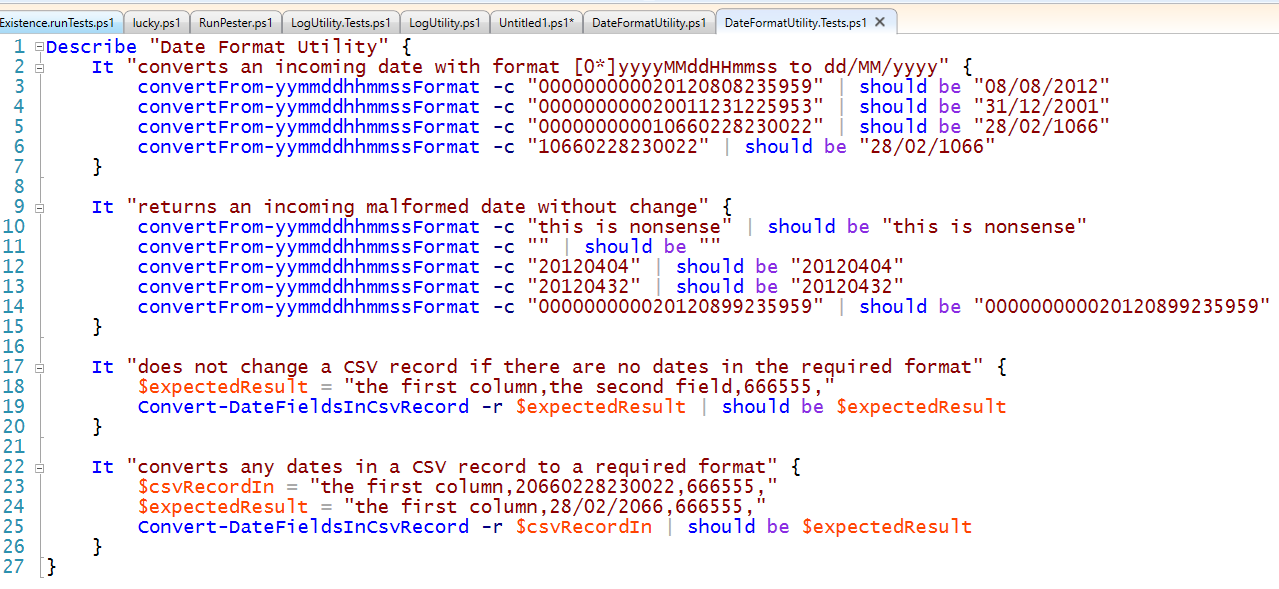 Existence.runTests.ps1 lucky.ps1 RunPester.ps1 LogUtility.Tests.ps1 LogUtility.ps1 Untitled1.ps1* DateFormatUtility.ps1 DateFormatUtility.Tests.ps1
1 Describe "Date Format Utility" {
2 It "converts an incoming date with format [0*]yyyyMMddHHmmss to dd/MM/yyyy" {
3 convertFrom-yymmddhhmmssFormat -c "000000000020120808235959" | should be "08/08/2012"
4 convertFrom-yymmddhhmmssFormat -c "000000000020011231225953" | should be "31/12/2001"
5 convertFrom-yymmddhhmmssFormat -c "000000000010660228230022" | should be "28/02/1066"
6 convertFrom-yymmddhhmmssFormat -c "10660228230022" | should be "28/02/1066"
7 }
8
9 It "returns an incoming malformed date without change" {
10 convertFrom-yymmddhhmmssFormat -c "this is nonsense" | should be "this is nonsense"
11 convertFrom-yymmddhhmmssFormat -c "" | should be ""
12 convertFrom-yymmddhhmmssFormat -c "20120404" | should be "20120404"
13 convertFrom-yymmddhhmmssFormat -c "20120432" | should be "20120432"
14 convertFrom-yymmddhhmmssFormat -c "000000000020120899235959" | should be "000000000020120899235959"
15 }
16
17 It "does not change a CSV record if there are no dates in the required format" {
18 $expectedResult = "the first column,the second field,666555,"
19 Convert-DateFieldsInCsvRecord -r $expectedResult | should be $expectedResult
20 }
21
22 It "converts any dates in a CSV record to a required format" {
23 $csvRecordIn = "the first column,20660228230022,666555,"
24 $expectedResult = "the first column,28/02/2066,666555,"
25 Convert-DateFieldsInCsvRecord -r $csvRecordIn | should be $expectedResult
26 }
27 }